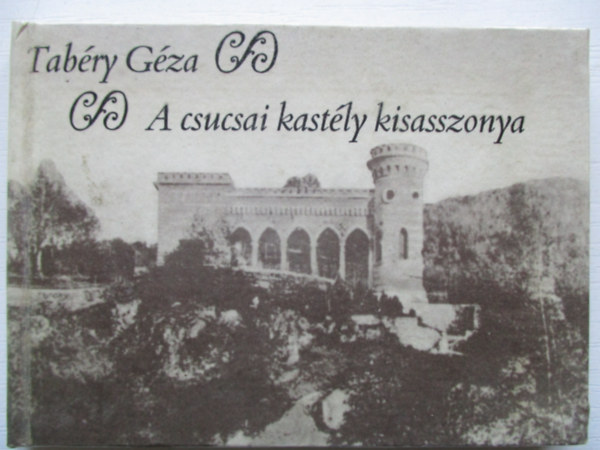 Tabéry Géza
A csucsai kastély kisasszonya